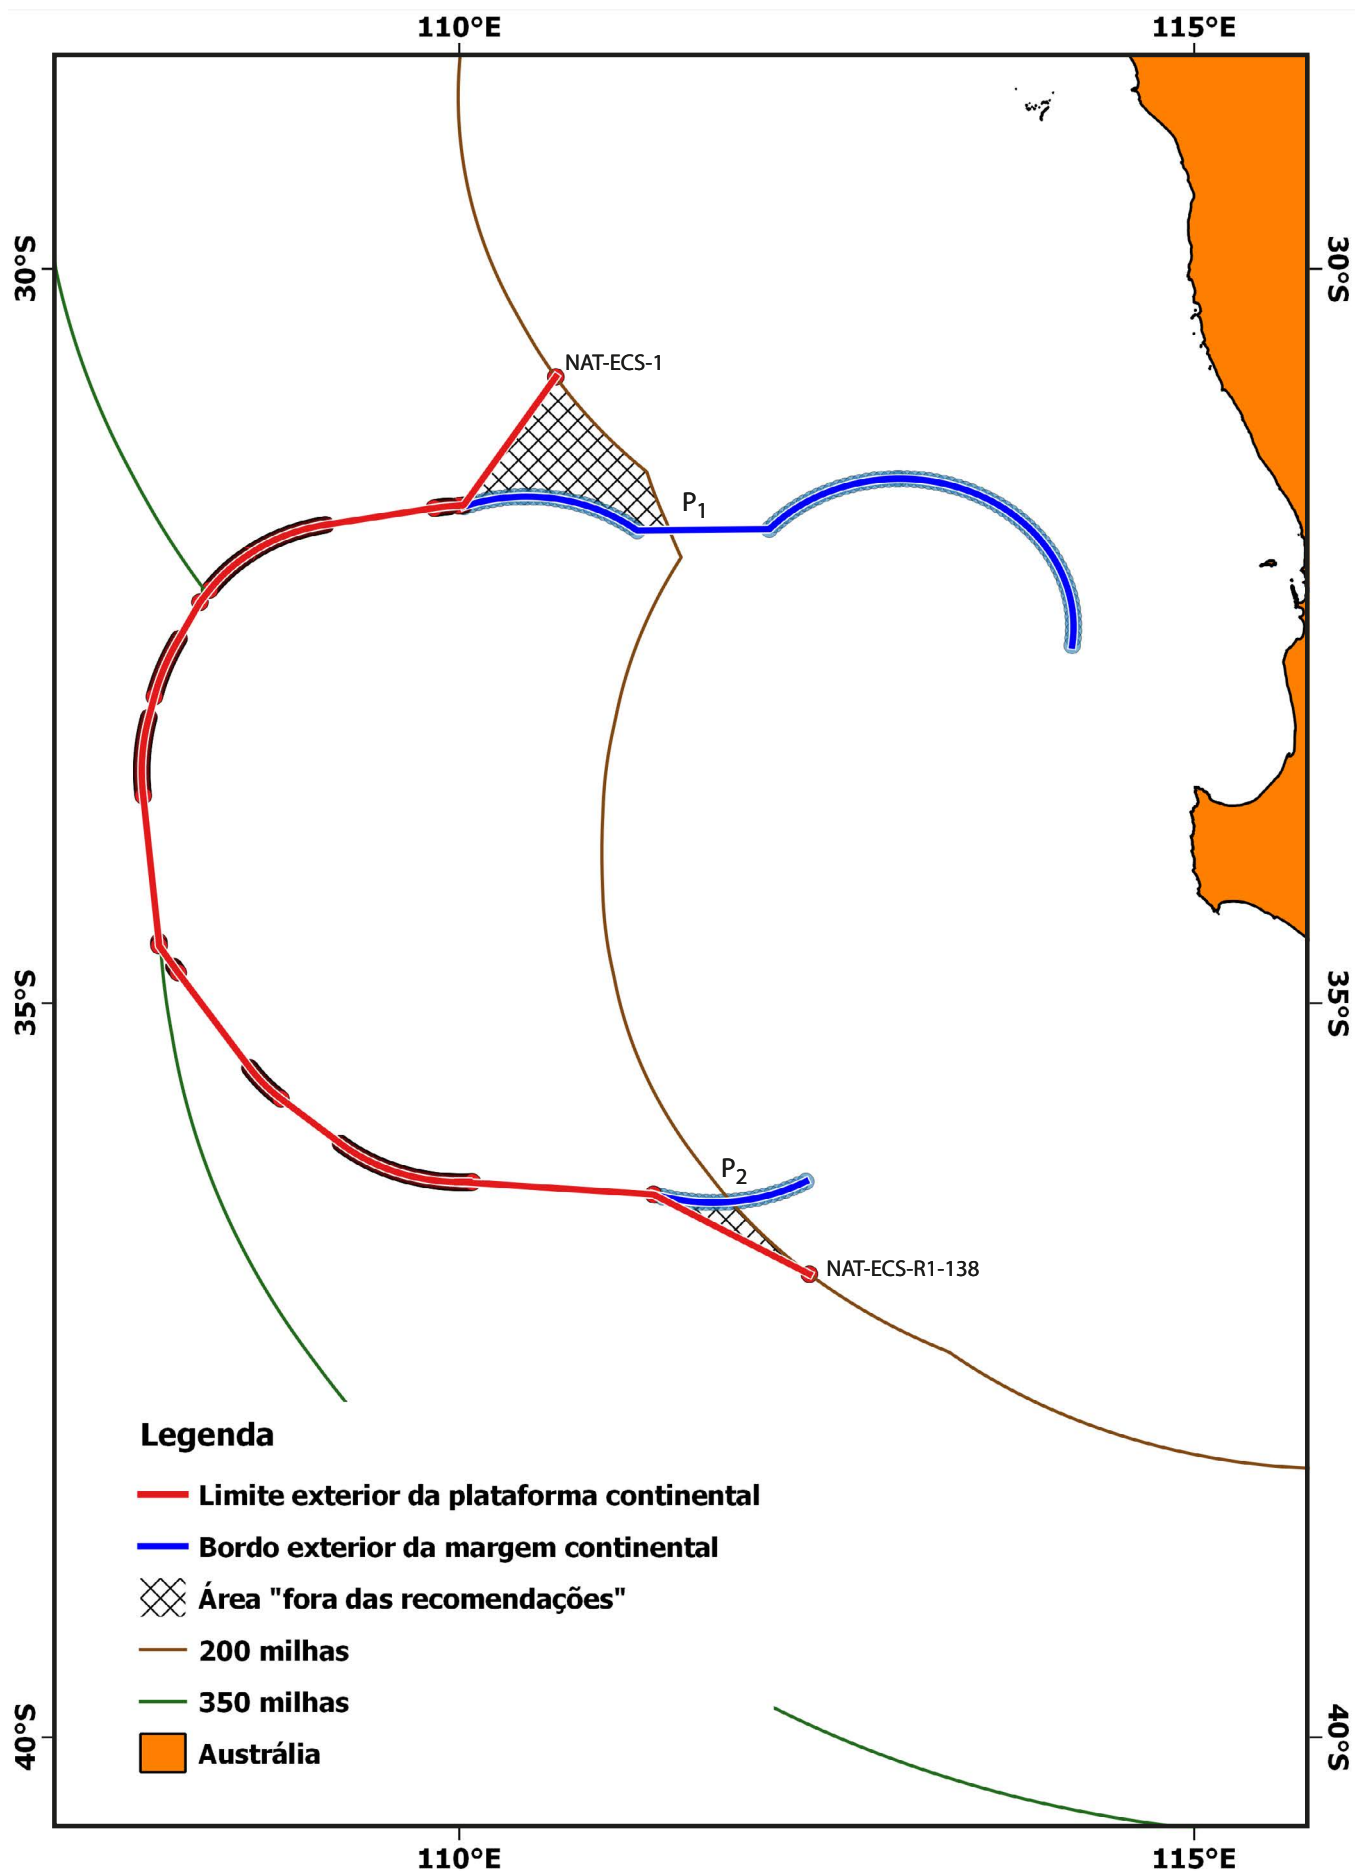 110°E
115°E
30°S
30°S
NAT-ECS-1
P1
35°S
35°S
P2
NAT-ECS-R1-138
Legenda
Limite exterior da plataforma continental
Bordo exterior da margem continental
Área "fora das recomendações"
200 milhas
350 milhas
Austrália
40°S
40°S
110°E
115°E